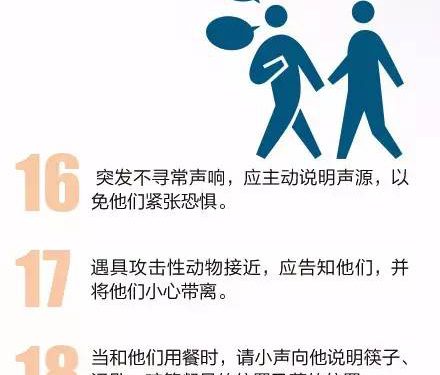 16 突发不寻常声响，应主动说明声源，以
免他们紧张恐惧。
17 遇具攻击性动物接近，应告知他们，并
将他们小心带离。
18 当和他们用餐时，请小声向他说明筷子、